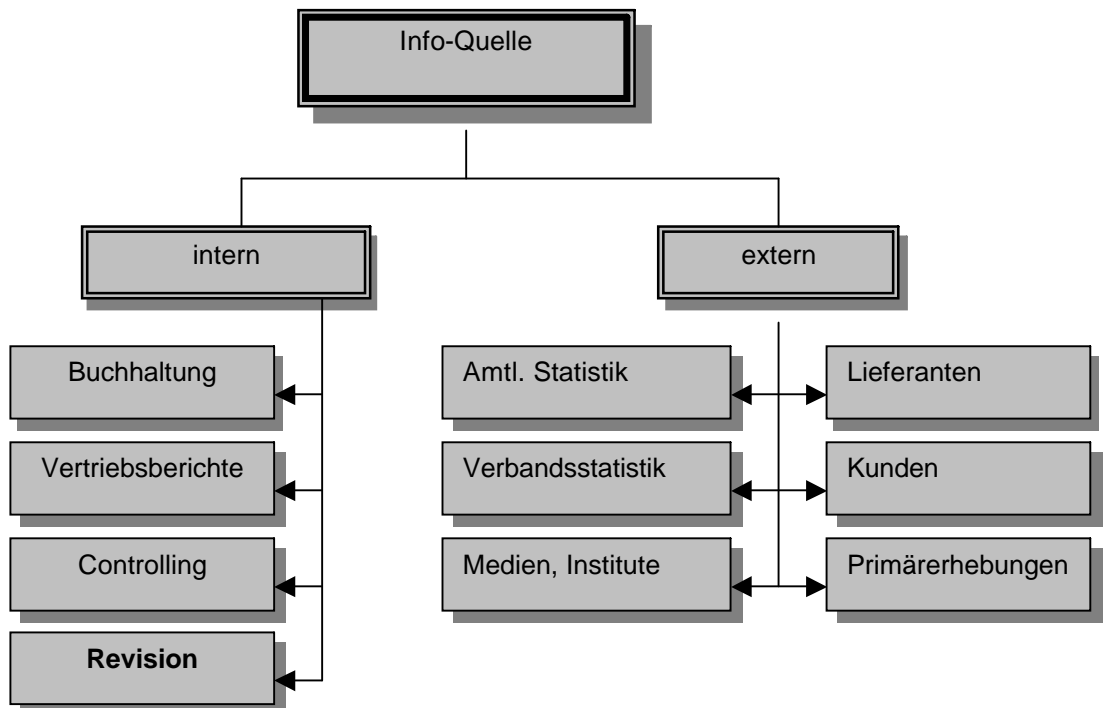 Info-Quelle
intern
extern
Buchhaltung
Vertriebsberichte
Controlling
Revision
Amtl. Statistik
Verbandsstatistik
Medien, Institute
Lieferanten
Kunden
Primärerhebungen